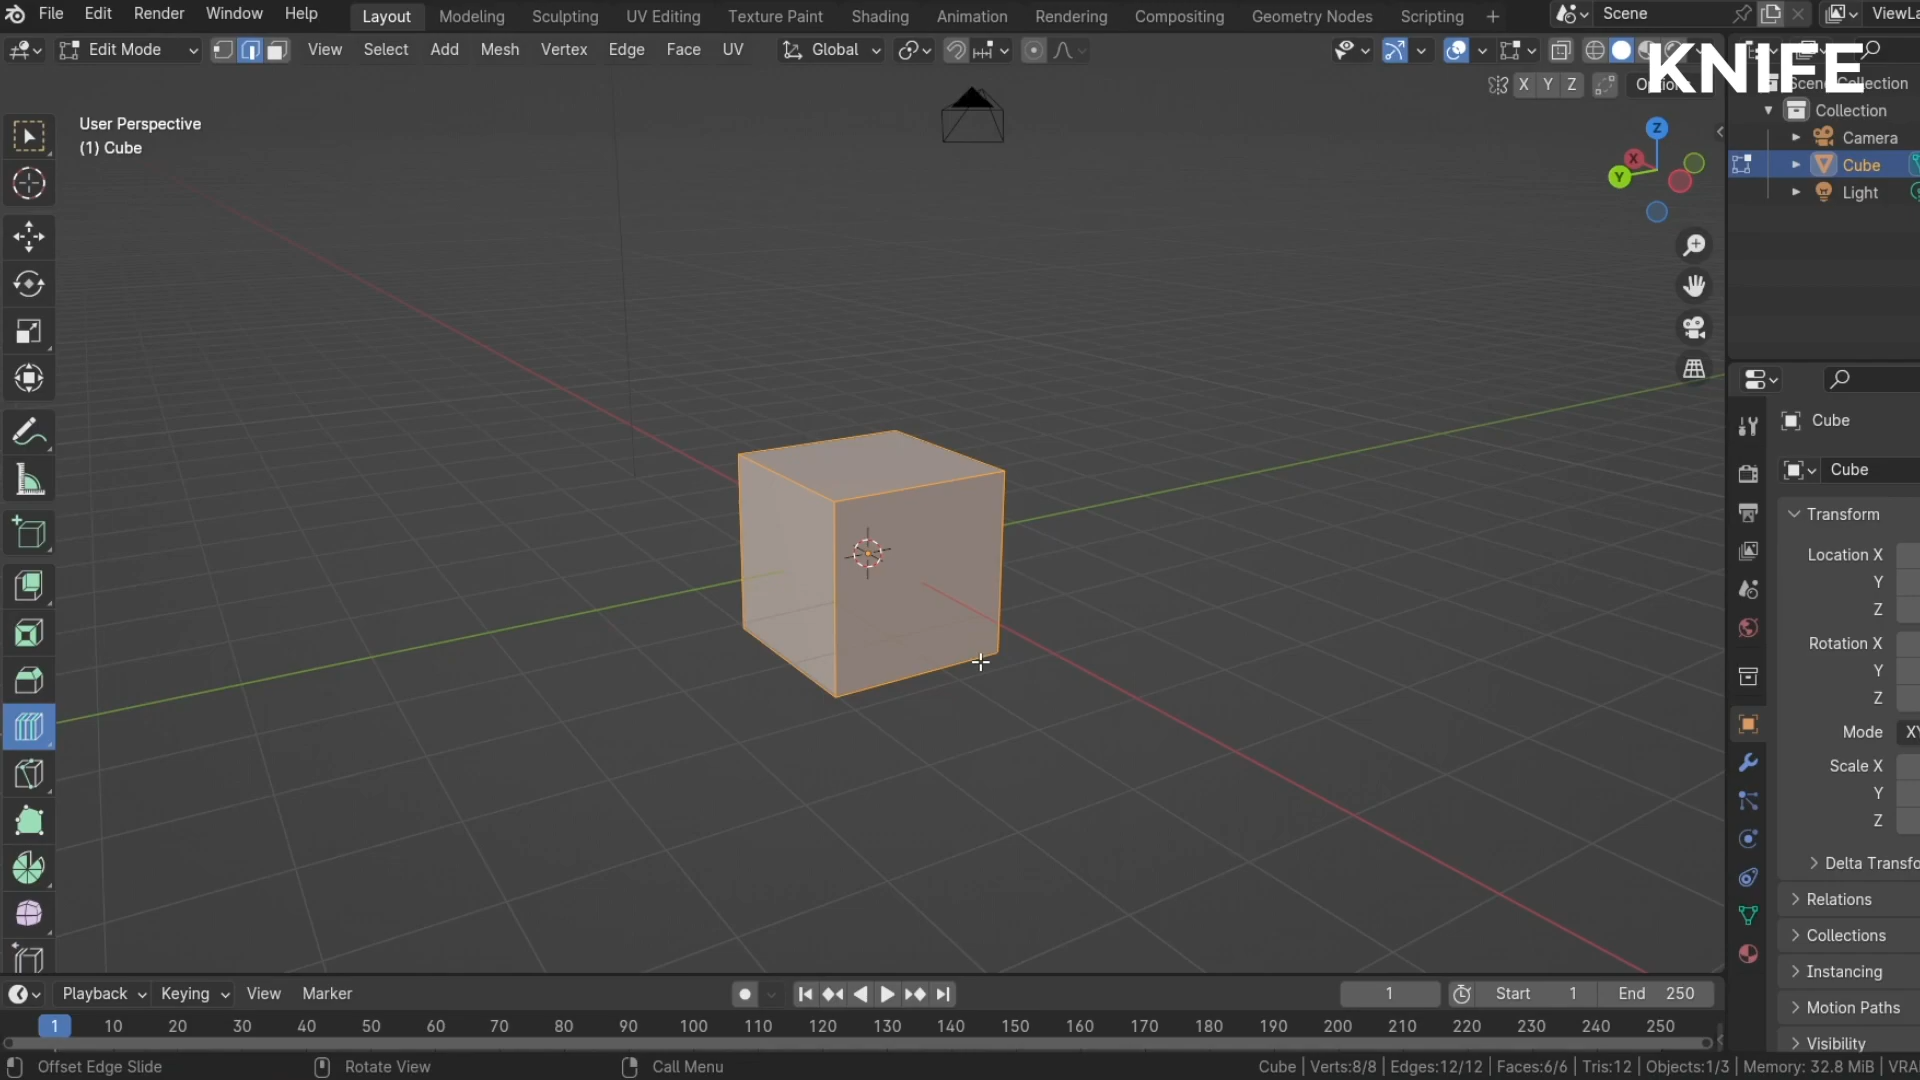 File Edit Render Window Help Layout Modeling Sculpting UV Editing Texture Paint Shading Animation Rendering Compositing Geometry Nodes Scripting + Scene ViewLa
Edit Mode View Select Add Mesh Vertex Edge Face UV Global
KNIFE
X Y Z
Collection
User Perspective
(1) Cube
Camera
Cube
Light
Z
X
Y
Cube
Cube
Transform
Location X
Y
Z
Rotation X
Y
Z
Mode XY
Scale X
Y
Z
Delta Transfo
Relations
Collections
Instancing
Motion Paths
Visibility
Playback Keying View Marker 1 Start 1 End 250
1 10 20 30 40 50 60 70 80 90 100 110 120 130 140 150 160 170 180 190 200 210 220 230 240 250
Offset Edge Slide Rotate View Call Menu Cube | Verts:8/8 | Edges:12/12 | Faces:6/6 | Tris:12 | Objects:1/3 | Memory: 32.8 MiB | VRA